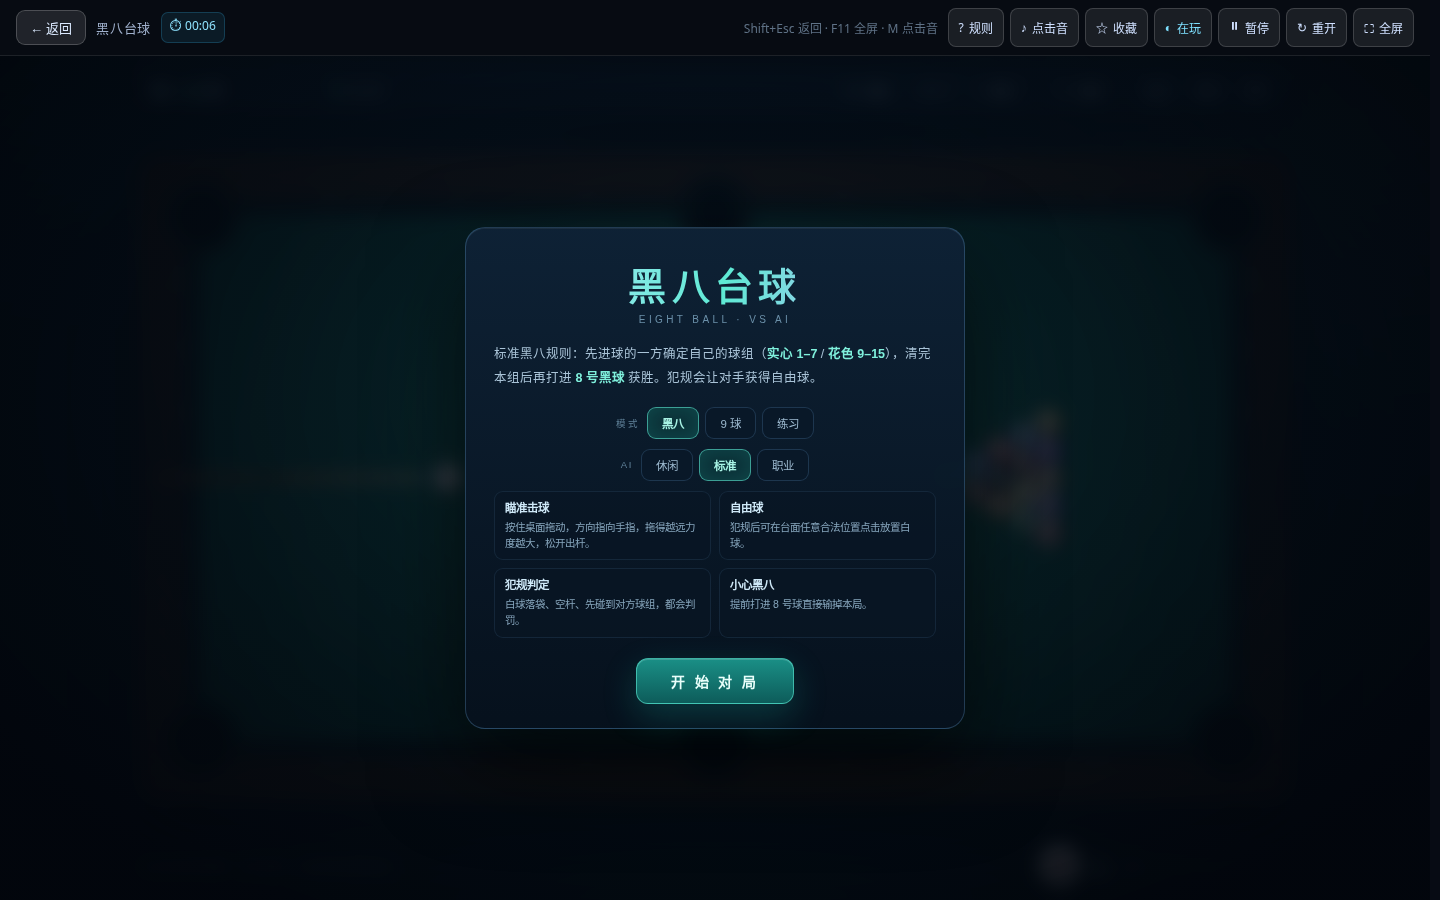 ← 返回 黑八台球 ⏱ 00:06 Shift+Esc 返回 · F11 全屏 · M 点击音 ? 规则 ♪ 点击音 ☆ 收藏 在玩 ⏸ 暂停 ↻ 重开 ⛶ 全屏
黑八台球
EIGHT BALL · VS AI
标准黑八规则：先进球的一方确定自己的球组（实心 1–7 / 花色 9–15），清完
本组后再打进 8 号黑球 获胜。犯规会让对手获得自由球。
模式 黑八 9 球 练习
AI 休闲 标准 职业
瞄准击球
按住桌面拖动，方向指向手指，拖得越远力
度越大，松开出杆。
自由球
犯规后可在台面任意合法位置点击放置白
球。
犯规判定
白球落袋、空杆、先碰到对方球组，都会判
罚。
小心黑八
提前打进 8 号球直接输掉本局。
开始对局